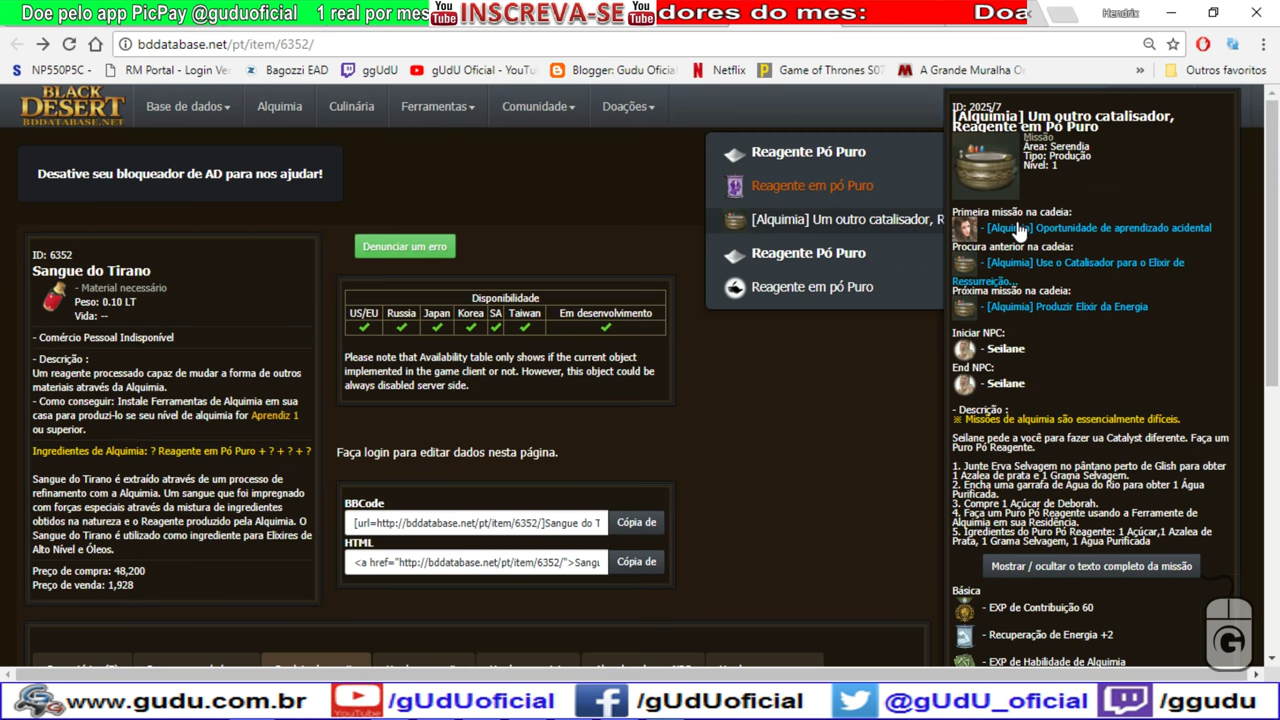 Doe pelo app PicPay @guduoficial
1 real por mes
INSCREVA-SE
dores do mes:
Doa
You Tube
You Tube
Hendrix
bddatabase.net/pt/item/6352/
NP550P5C -
RM Portal - Login Ver
Bagozzi EAD
ggUdU
gUdU Oficial - YouTu
Blogger: Gudu Oficia
Netflix
Game of Thrones S07
A Grande Muralha Or
»
Outros favoritos
BLACK DESERT
BDDATABASE.NET
Base de dados
Alquimia
Culinária
Ferramentas
Comunidade
Doações
Desative seu bloqueador de AD para nos ajudar!
Reagente Pó Puro
Reagente em pó Puro
[Alquimia] Um outro catalisador, R
Reagente Pó Puro
Reagente em pó Puro
ID: 6352
Sangue do Tirano
- Material necessário
Peso: 0.10 LT
Vida: --
- Comércio Pessoal Indisponível
- Descrição :
Um reagente processado capaz de mudar a forma de outros
materiais através da Alquimia.
- Como conseguir: Instale Ferramentas de Alquimia em sua
casa para produzi-lo se seu nível de alquimia for Aprendiz 1
ou superior.
Ingredientes de Alquimia: ? Reagente em Pó Puro + ? + ? + ?
Sangue do Tirano é extraído através de um processo de
refinamento com a Alquimia. Um sangue que foi impregnado
com forças especiais através da mistura de ingredientes
obtidos na natureza e o Reagente produzido pela Alquimia. O
Sangue do Tirano é utilizado como ingrediente para Elixires de
Alto Nível e Óleos.
Preço de compra: 48,200
Preço de venda: 1,928
Denunciar um erro
Disponibilidade
US/EU Russia Japan Korea SA Taiwan Em desenvolvimento
Please note that Availability table only shows if the current object
implemented in the game client or not. However, this object could be
always disabled server side.
Faça login para editar dados nesta página.
BBCode
[url=http://bddatabase.net/pt/item/6352/]Sangue do T
Cópia de
HTML
<a href="http://bddatabase.net/pt/item/6352/">Sangu
Cópia de
ID: 2025/7
[Alquimia] Um outro catalisador,
Reagente em Pó Puro
Missão
Área: Serendia
Tipo: Produção
Nível: 1
Primeira missão na cadeia:
- [Alquimia] Oportunidade de aprendizado acidental
Procura anterior na cadeia:
- [Alquimia] Use o Catalisador para o Elixir de
Ressurreição...
Próxima missão na cadeia:
- [Alquimia] Produzir Elixir da Energia
Iniciar NPC:
- Seilane
End NPC:
- Seilane
- Descrição :
※ Missões de alquimia são essencialmente difíceis.
Seilane pede a você para fazer ua Catalyst diferente. Faça um
Puro Pó Reagente.
1. Junte Erva Selvagem no pântano perto de Glish para obter
1 Azalea de prata e 1 Grama Selvagem.
2. Encha uma garrafa de Água do Rio para obter 1 Água
Purificada.
3. Compre 1 Açúcar de Deborah.
4. Faça um Puro Pó Reagente usando a Ferramente de
Alquimia em sua Residência.
5. Igredientes do Puro Pó Reagente: 1 Açúcar,1 Azalea de
Prata, 1 Grama Selvagem, 1 Água Purificada
Mostrar / ocultar o texto completo da missão
Básica
- EXP de Contribuição 60
- Recuperação de Energia +2
- EXP de Habilidade de Alquimia
www.gudu.com.br
YouTube
/gUdUoficial
/gUdUoficial
@gUdU_oficial
/ggudu